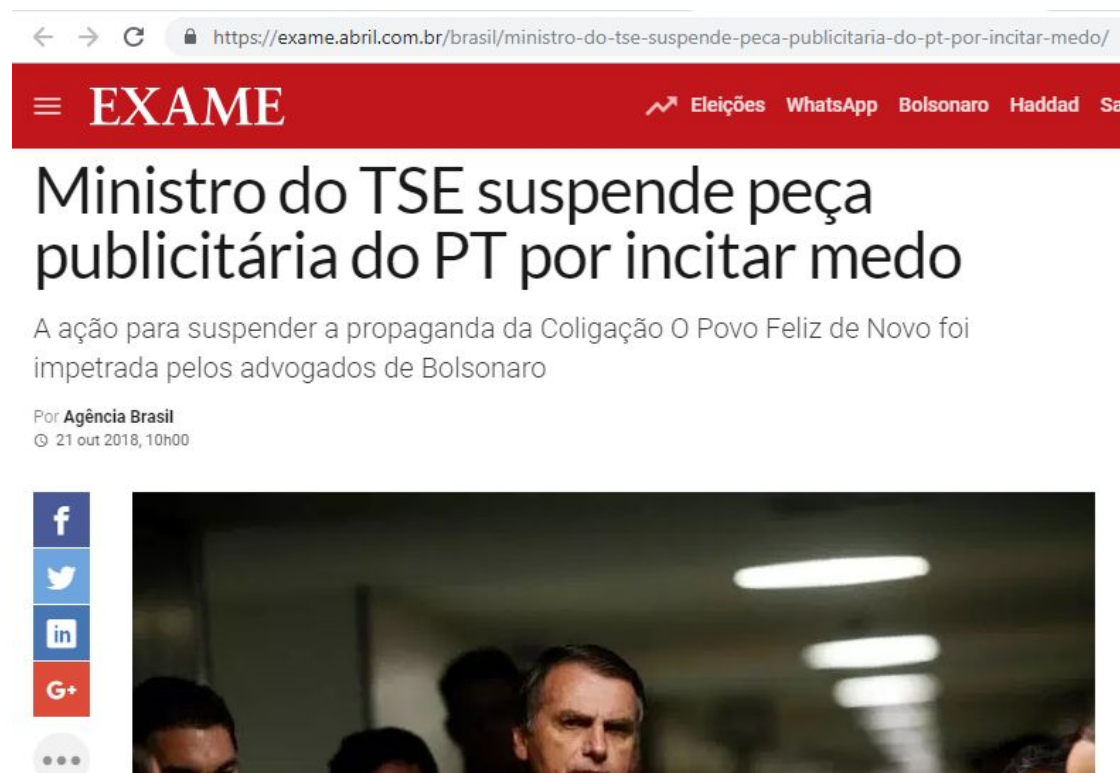 https://exame.abril.com.br/brasil/ministro-do-tse-suspende-peca-publicitaria-do-pt-por-incitar-medo/
EXAME
Eleições WhatsApp Bolsonaro Haddad Sa
Ministro do TSE suspende peça
publicitária do PT por incitar medo
A ação para suspender a propaganda da Coligação O Povo Feliz de Novo foi
impetrada pelos advogados de Bolsonaro
Por Agência Brasil
21 out 2018, 10h00
f
in
G+